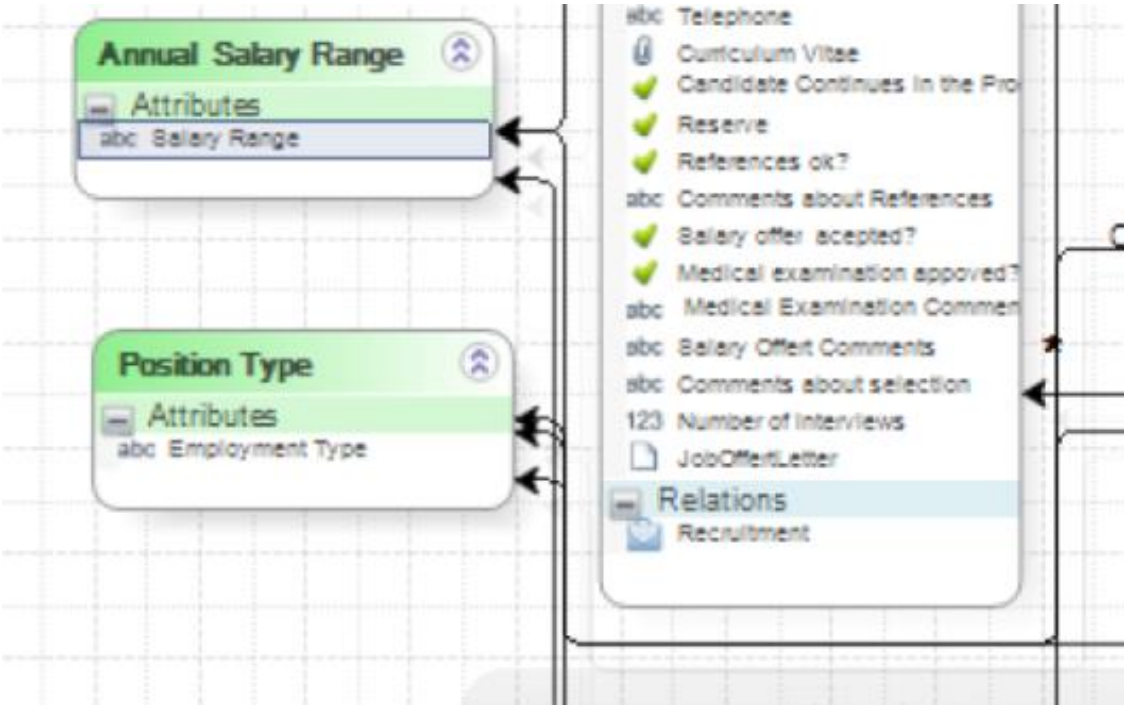 Annual Salary Range
Attributes
abc Salary Range
Position Type
Attributes
abc Employment Type
abc Telephone
Curriculum Vitae
Candidate Continues in the Pro
Reserve
References ok?
abc Comments about References
Salary offer acepted?
Medical examination appoved?
abc Medical Examination Commen
abc Salary Offert Comments
abc Comments about selection
123 Number of Interviews
JobOffertLetter
Relations
Recruitment